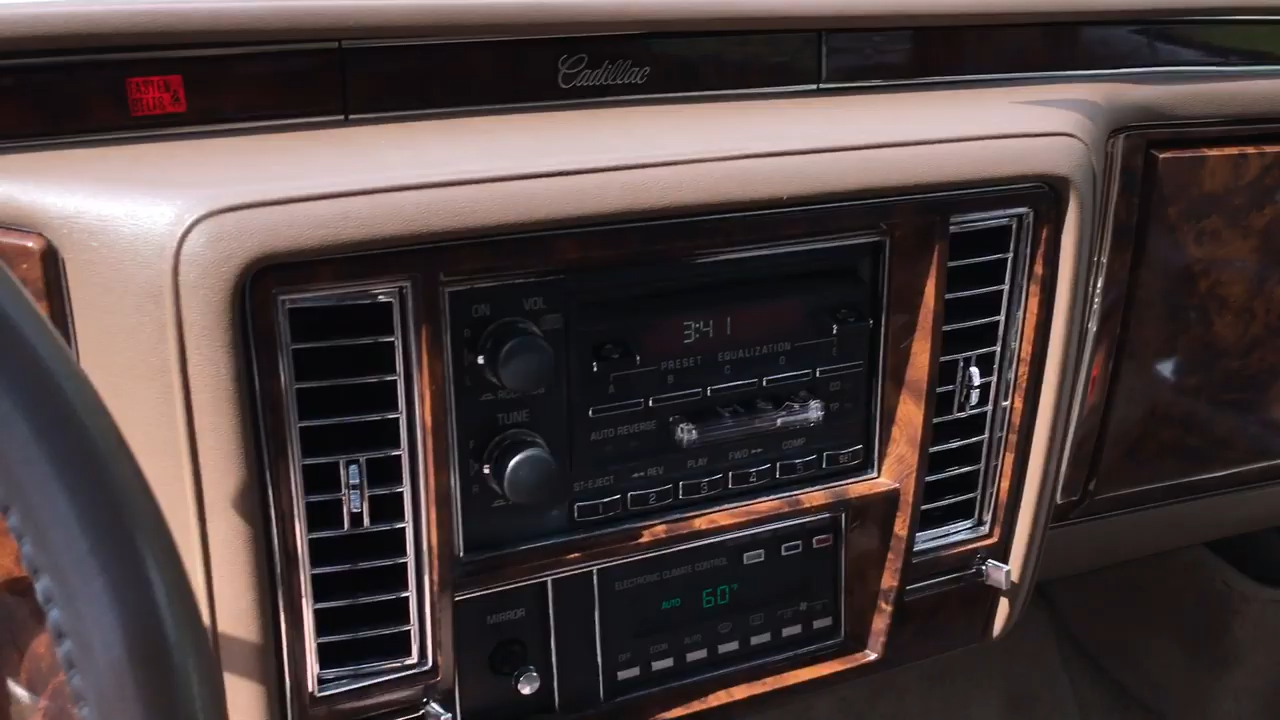 FASTEN
BELTS
Cadillac
ON VOL
3:41
PRESET EQUALIZATION
A B C D E
TUNE
AUTO REVERSE
TP
ST-EJECT ◄◄ REV PLAY FWD ►► COMP
1 2 3 4 5 SET
ELECTRONIC CLIMATE CONTROL
AUTO 60°F
MIRROR
OFF ECON AUTO